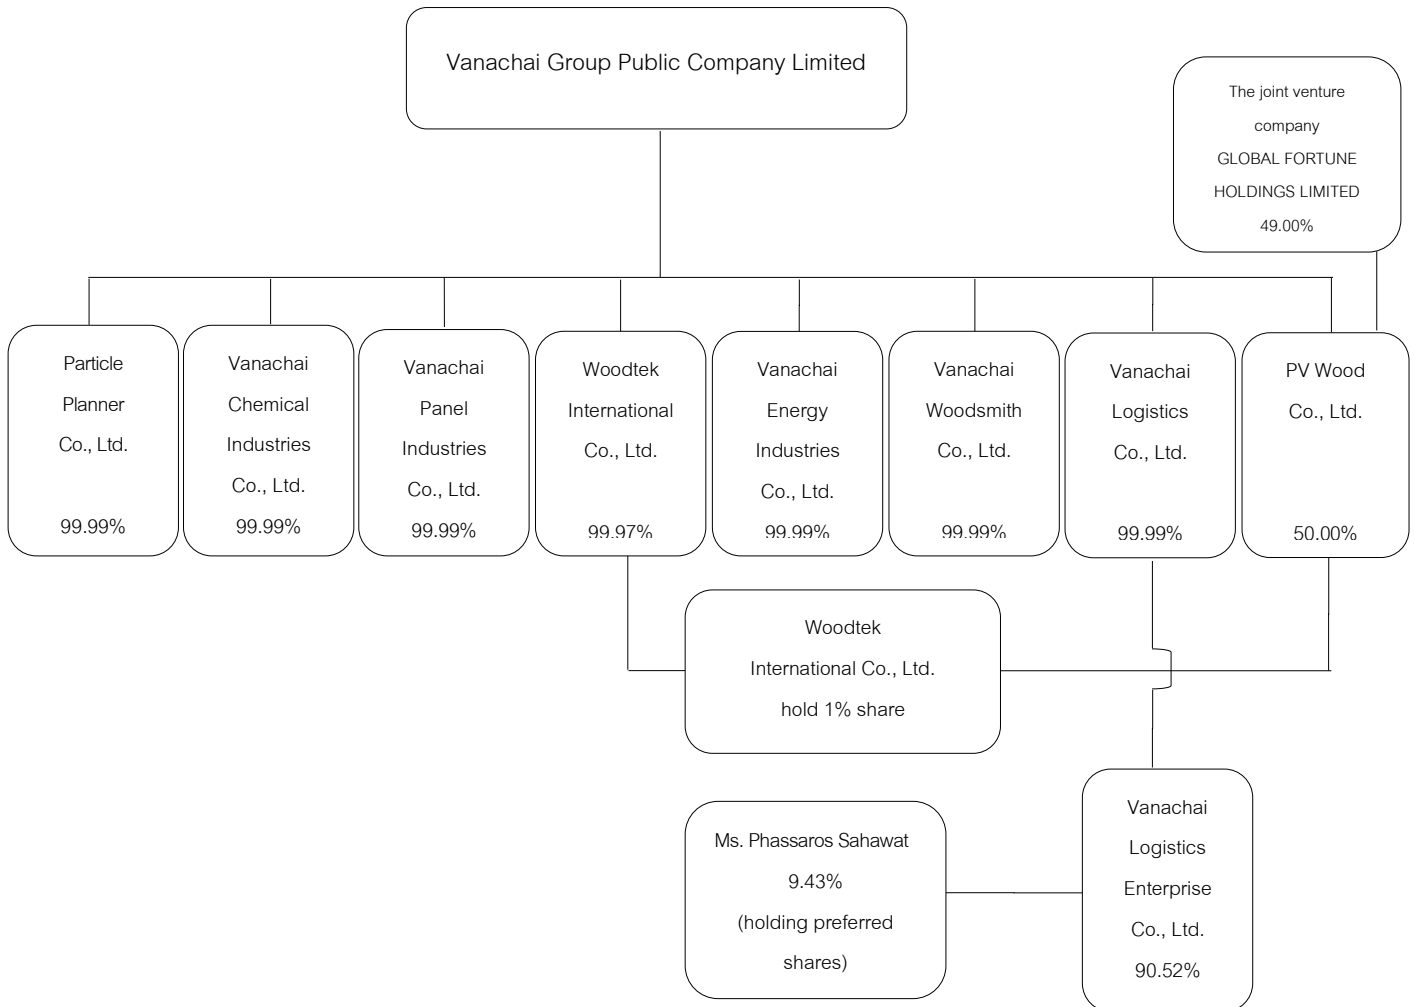 Vanachai Group Public Company Limited
The joint venture
company
GLOBAL FORTUNE
HOLDINGS LIMITED
49.00%
Particle
Planner
Co., Ltd.
99.99%
Vanachai
Chemical
Industries
Co., Ltd.
99.99%
Vanachai
Panel
Industries
Co., Ltd.
99.99%
Woodtek
International
Co., Ltd.
99.97%
Vanachai
Energy
Industries
Co., Ltd.
99.99%
Vanachai
Woodsmith
Co., Ltd.
99.99%
Vanachai
Logistics
Co., Ltd.
99.99%
PV Wood
Co., Ltd.
50.00%
Woodtek
International Co., Ltd.
hold 1% share
Ms. Phassaros Sahawat
9.43%
(holding preferred
shares)
Vanachai
Logistics
Enterprise
Co., Ltd.
90.52%